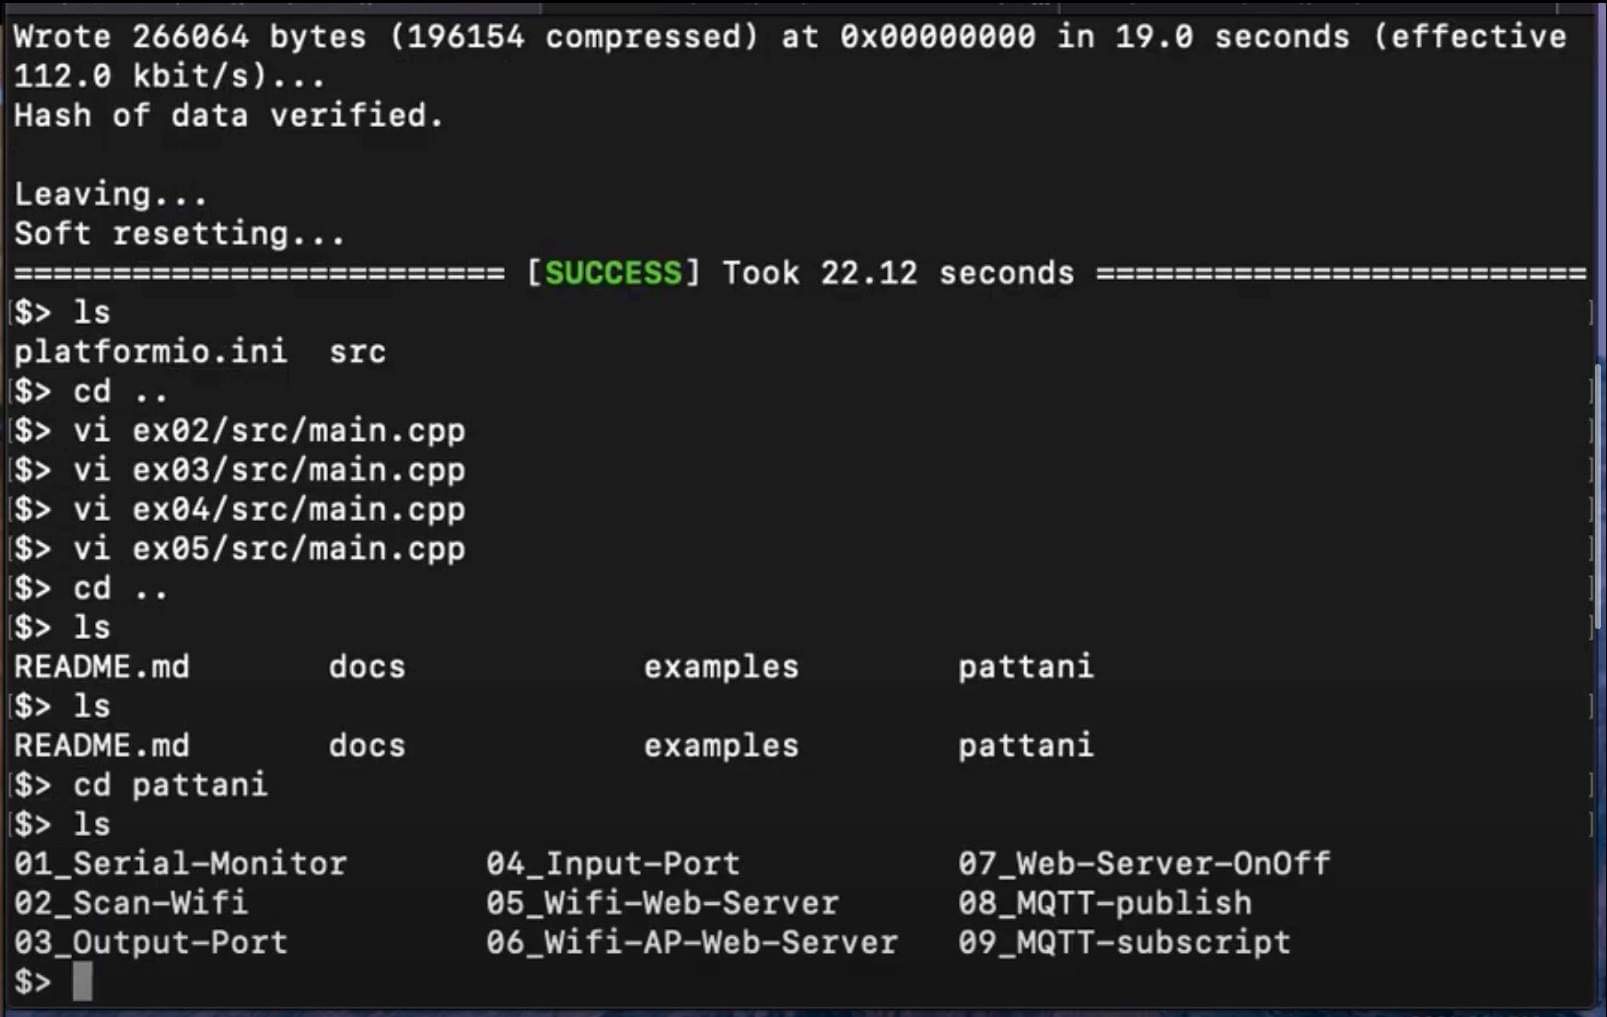 Wrote 266064 bytes (196154 compressed) at 0x00000000 in 19.0 seconds (effective
112.0 kbit/s)...
Hash of data verified.
Leaving...
Soft resetting...
========================= [SUCCESS] Took 22.12 seconds =========================
[$> ls ]
platformio.ini src
[$> cd .. ]
[$> vi ex02/src/main.cpp ]
[$> vi ex03/src/main.cpp ]
[$> vi ex04/src/main.cpp ]
[$> vi ex05/src/main.cpp ]
[$> cd .. ]
[$> ls ]
README.md docs examples pattani
[$> ls ]
README.md docs examples pattani
[$> cd pattani ]
[$> ls ]
01_Serial-Monitor 04_Input-Port 07_Web-Server-OnOff
02_Scan-Wifi 05_Wifi-Web-Server 08_MQTT-publish
03_Output-Port 06_Wifi-AP-Web-Server 09_MQTT-subscript
$>